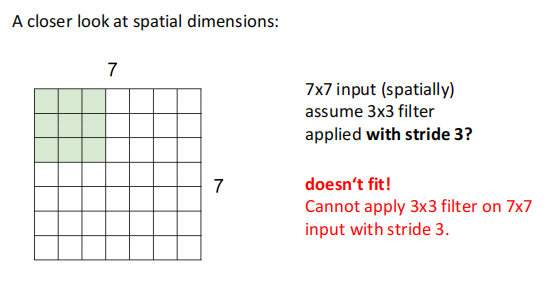 A closer look at spatial dimensions:
7
7x7 input (spatially)
assume 3x3 filter
applied with stride 3?
7
doesn‘t fit!
Cannot apply 3x3 filter on 7x7
input with stride 3.